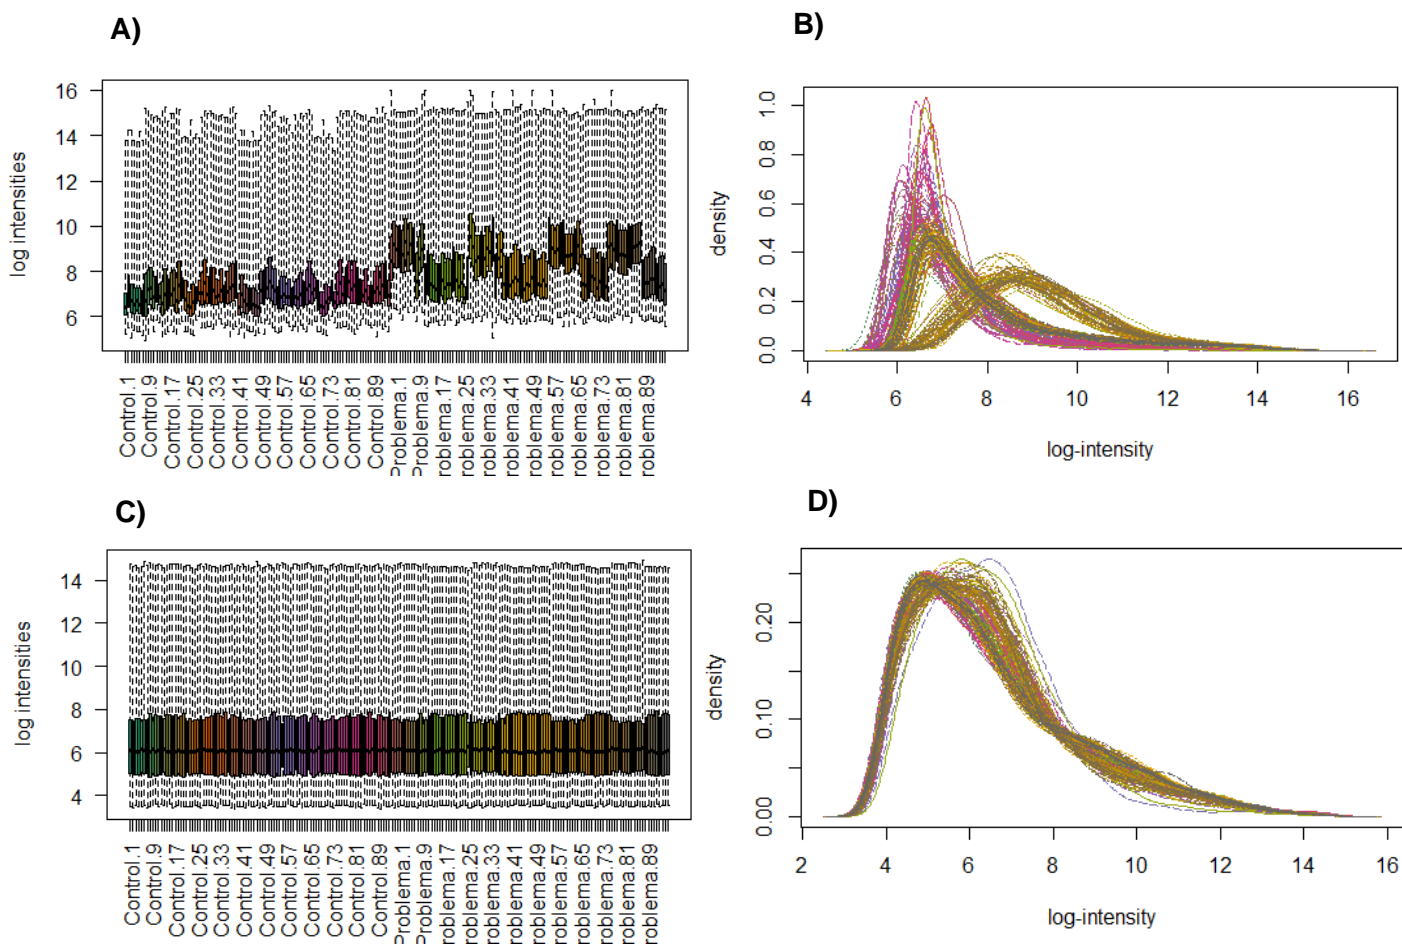 A)
log intensities
16
14
12
10
8
6
Control.1
Control.9
Control.17
Control.25
Control.33
Control.41
Control.49
Control.57
Control.65
Control.73
Control.81
Control.89
Problema.1
Problema.9
roblema.17
roblema.25
roblema.33
roblema.41
roblema.49
roblema.57
roblema.65
roblema.73
roblema.81
roblema.89
B)
density
1.0
0.8
0.6
0.4
0.2
0.0
4 6 8 10 12 14 16
log-intensity
C)
log intensities
14
12
10
8
6
4
Control.1
Control.9
Control.17
Control.25
Control.33
Control.41
Control.49
Control.57
Control.65
Control.73
Control.81
Control.89
Problema.1
Problema.9
roblema.17
roblema.25
roblema.33
roblema.41
roblema.49
roblema.57
roblema.65
roblema.73
roblema.81
roblema.89
D)
density
0.20
0.10
0.00
2 4 6 8 10 12 14 16
log-intensity